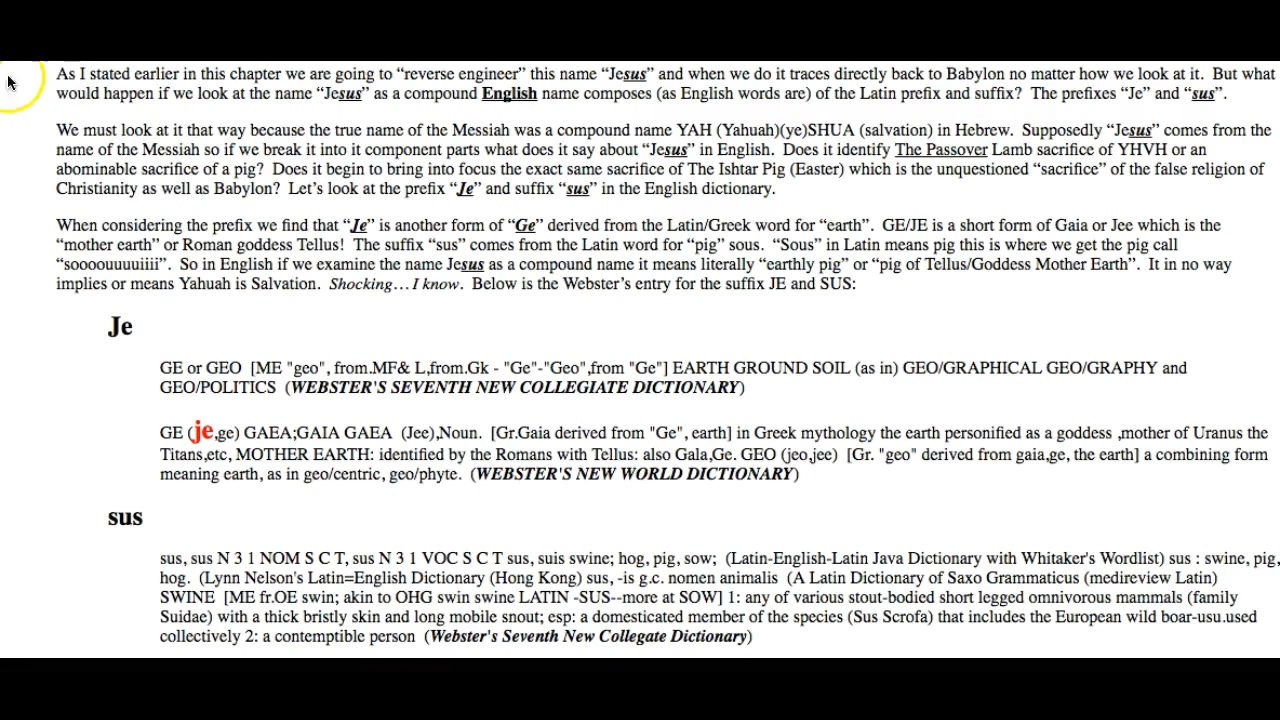 As I stated earlier in this chapter we are going to “reverse engineer” this name “Jesus” and when we do it traces directly back to Babylon no matter how we look at it. But what
would happen if we look at the name “Jesus” as a compound English name composes (as English words are) of the Latin prefix and suffix? The prefixes “Je” and “sus”.
We must look at it that way because the true name of the Messiah was a compound name YAH (Yahuah)(ye)SHUA (salvation) in Hebrew. Supposedly “Jesus” comes from the
name of the Messiah so if we break it into it component parts what does it say about “Jesus” in English. Does it identify The Passover Lamb sacrifice of YHVH or an
abominable sacrifice of a pig? Does it begin to bring into focus the exact same sacrifice of The Ishtar Pig (Easter) which is the unquestioned “sacrifice” of the false religion of
Christianity as well as Babylon? Let’s look at the prefix “Je” and suffix “sus” in the English dictionary.
When considering the prefix we find that “Je” is another form of “Ge” derived from the Latin/Greek word for “earth”. GE/JE is a short form of Gaia or Jee which is the
“mother earth” or Roman goddess Tellus! The suffix “sus” comes from the Latin word for “pig” sous. “Sous” in Latin means pig this is where we get the pig call
“soooouuuuiiii”. So in English if we examine the name Jesus as a compound name it means literally “earthly pig” or “pig of Tellus/Goddess Mother Earth”. It in no way
implies or means Yahuah is Salvation. Shocking… I know. Below is the Webster’s entry for the suffix JE and SUS:
Je
GE or GEO [ME "geo", from.MF& L,from.Gk - "Ge"-"Geo",from "Ge"] EARTH GROUND SOIL (as in) GEO/GRAPHICAL GEO/GRAPHY and
GEO/POLITICS (WEBSTER'S SEVENTH NEW COLLEGIATE DICTIONARY)
GE (je,ge) GAEA;GAIA GAEA (Jee),Noun. [Gr.Gaia derived from "Ge", earth] in Greek mythology the earth personified as a goddess ,mother of Uranus the
Titans,etc, MOTHER EARTH: identified by the Romans with Tellus: also Gala,Ge. GEO (jeo,jee) [Gr. "geo" derived from gaia,ge, the earth] a combining form
meaning earth, as in geo/centric, geo/phyte. (WEBSTER'S NEW WORLD DICTIONARY)
sus
sus, sus N 3 1 NOM S C T, sus N 3 1 VOC S C T sus, suis swine; hog, pig, sow; (Latin-English-Latin Java Dictionary with Whitaker's Wordlist) sus : swine, pig,
hog. (Lynn Nelson's Latin=English Dictionary (Hong Kong) sus, -is g.c. nomen animalis (A Latin Dictionary of Saxo Grammaticus (medireview Latin)
SWINE [ME fr.OE swin; akin to OHG swin swine LATIN -SUS--more at SOW] 1: any of various stout-bodied short legged omnivorous mammals (family
Suidae) with a thick bristly skin and long mobile snout; esp: a domesticated member of the species (Sus Scrofa) that includes the European wild boar-usu.used
collectively 2: a contemptible person (Webster's Seventh New Collegate Dictionary)